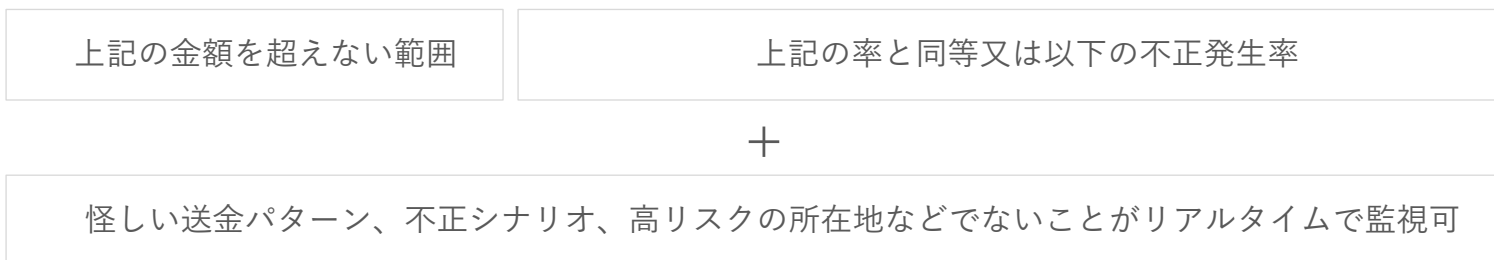 上記の金額を超えない範囲
上記の率と同等又は以下の不正発生率
＋
怪しい送金パターン、不正シナリオ、高リスクの所在地などでないことがリアルタイムで監視可